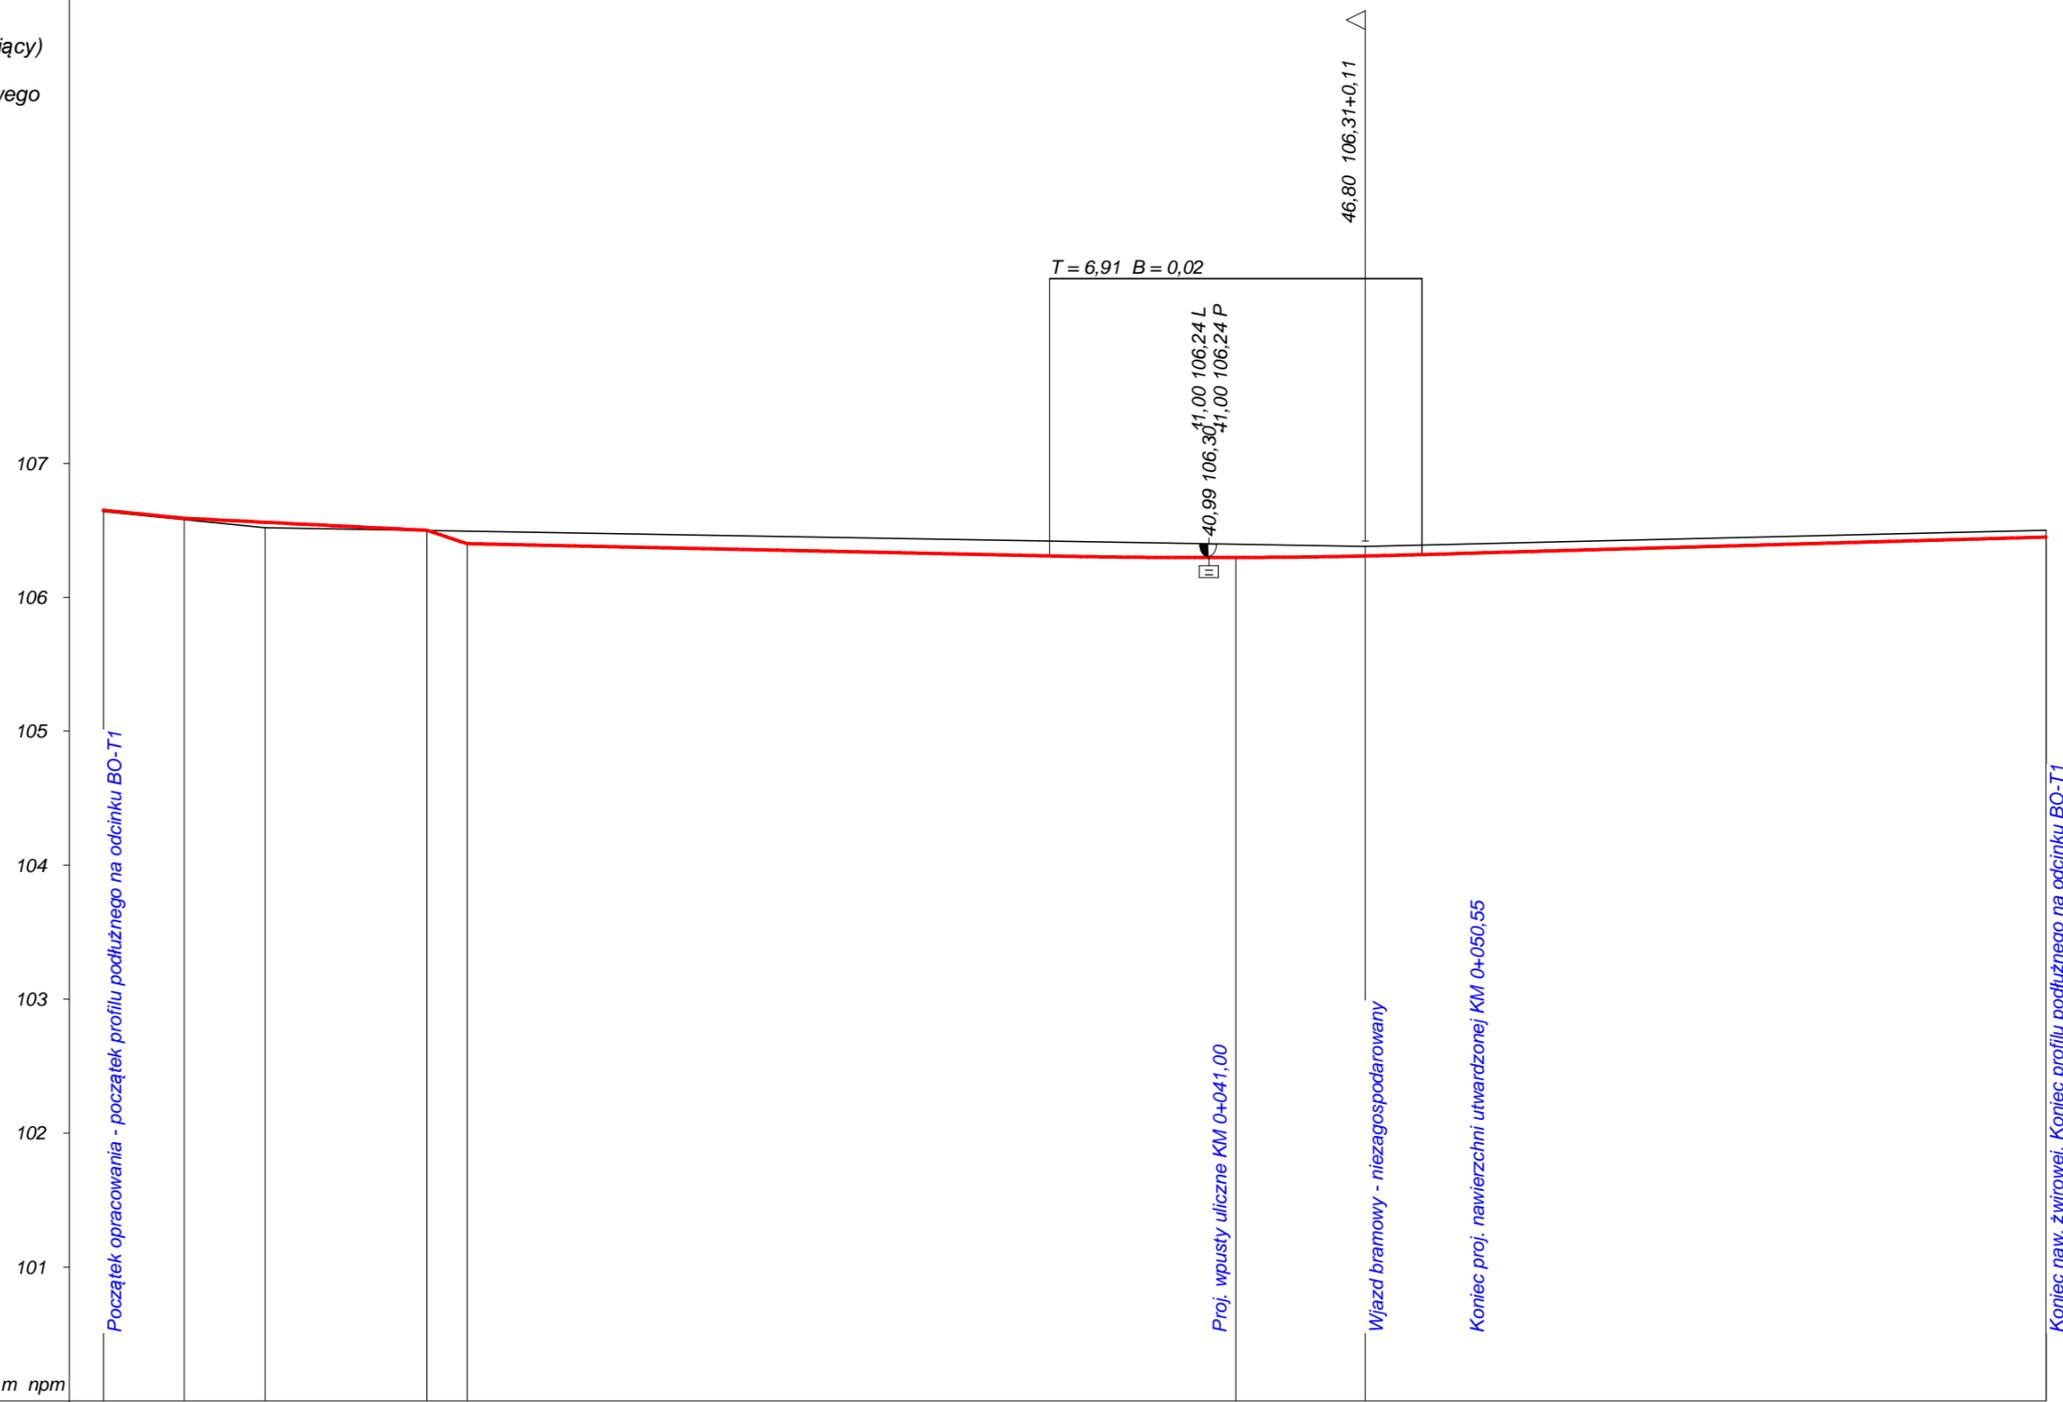 jący)
wego
46,80 106,31+0,11
T = 6,91 B = 0,02
41,00 106,24 L
41,00 106,24 P
40,99 106,30
107
106
105
104
103
102
101
m npm
Początek opracowania - początek profilu podłużnego na odcinku BO-T1
Proj. wpusty uliczne KM 0+041,00
Wjazd bramowy - niezagospodarowany
Koniec proj. nawierzchni utwardzonej KM 0+050,55
Koniec naw. żwirowej. Koniec profilu podłużnego na odcinku BO-T1